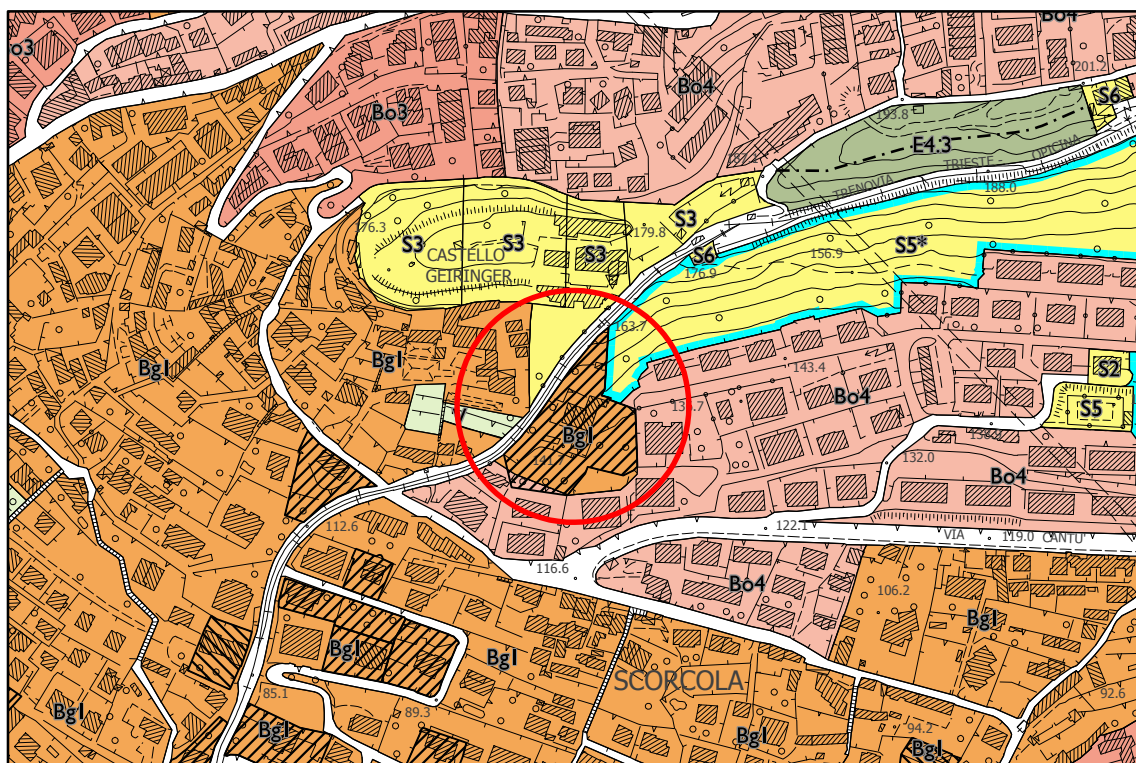 Bo4
o3
201.2
Bo4
S6
Bo3
193.8
E4.3
TRIESTE - OPICINA
TRENOVIA
188.0
176.3
S3
S3
S3
S3
179.8
S5*
156.9
CASTELLO
GEIRINGER
S6
176.9
163.7
Bg1
Bg1
143.4
S2
Bo4
S5
V
Bg1
132.0
Bo4
112.6
122.1
VIA CANTU'
119.0
116.6
Bo4
106.2
Bg1
Bg1
Bg1
SCORCOLA
85.1
89.3
92.6
Bg1
Bg1
Bg1
94.2
Bg1